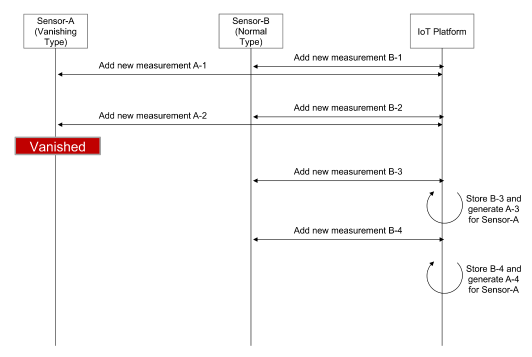 Sensor-A
(Vanishing
Type)
Sensor-B
(Normal
Type)
IoT Platform
Add new measurement B-1
Add new measurement A-1
Add new measurement B-2
Add new measurement A-2
Vanished
Add new measurement B-3
Store B-3 and
generate A-3
for Sensor-A
Add new measurement B-4
Store B-4 and
generate A-4
for Sensor-A